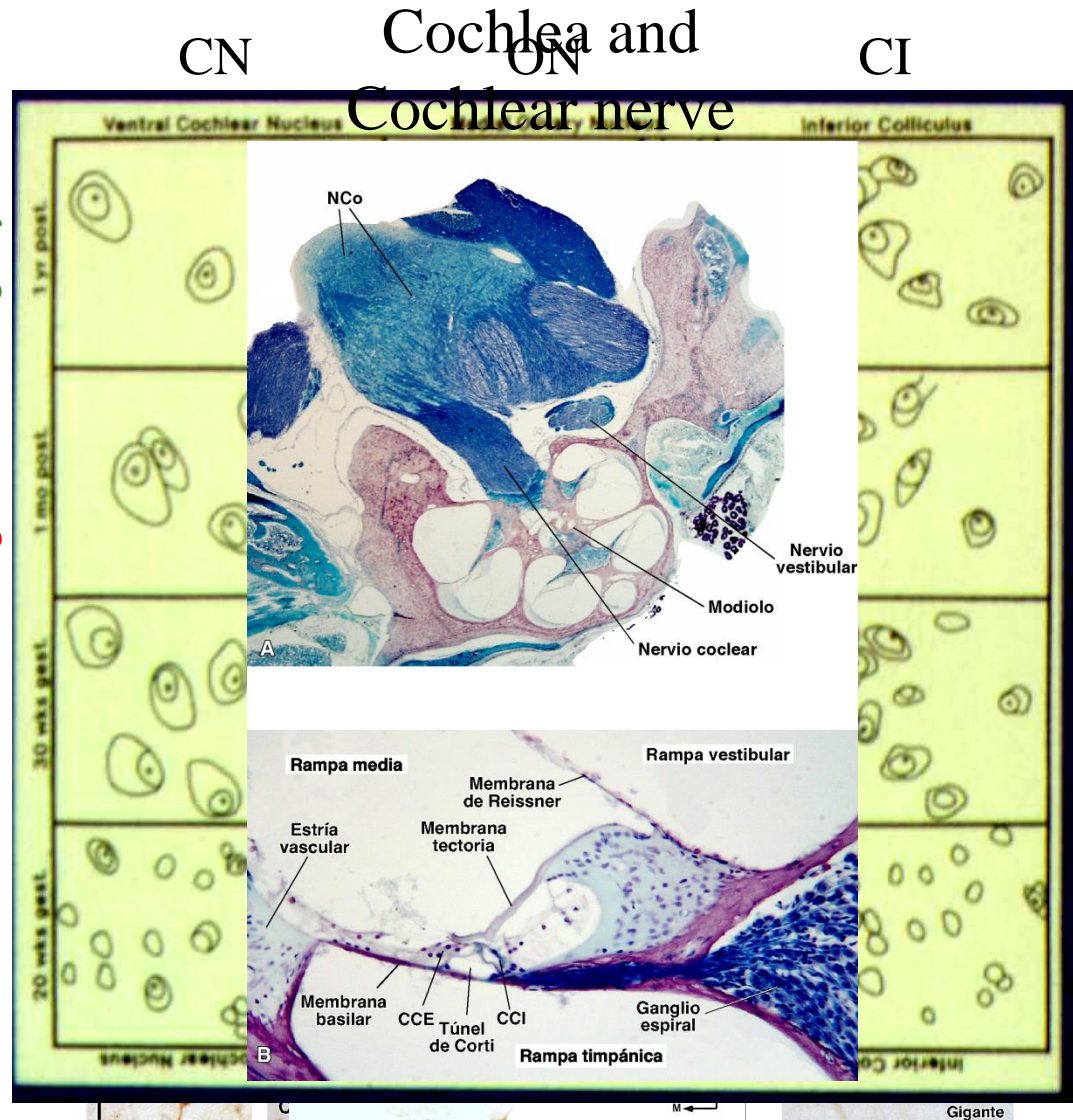 Cochlea and
CN
ON
CI
Cochlear nerve
Ventral Cochlear Nucleus
Inferior Colliculus
1 yr post.
1 mo post.
30 wks gest.
20 wks gest.
NCo
Nervio
vestibular
Modiolo
Nervio coclear
A
Rampa media
Rampa vestibular
Membrana
de Reissner
Estría
vascular
Membrana
tectoria
Membrana
basilar
CCE
Túnel
de Corti
CCI
Ganglio
espiral
Rampa timpánica
B
M
Gigante